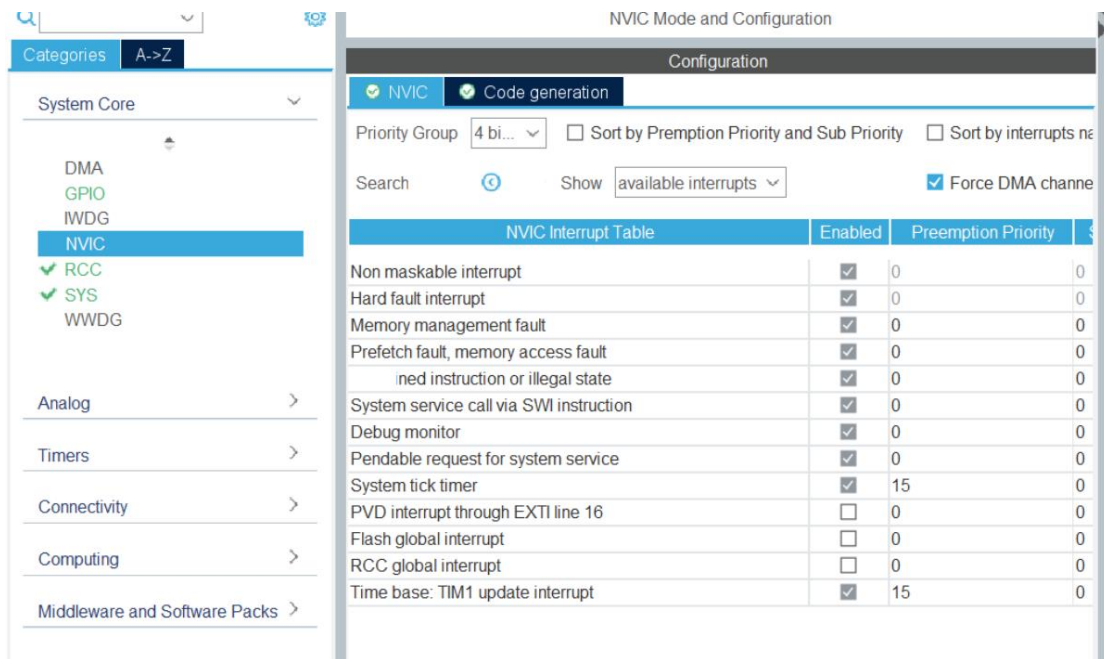 NVIC Mode and Configuration
Categories A->Z
Configuration
System Core
NVIC Code generation
Priority Group 4 bi... Sort by Premption Priority and Sub Priority Sort by interrupts na
DMA
GPIO
IWDG
NVIC
RCC
SYS
WWDG
Analog
Timers
Connectivity
Computing
Middleware and Software Packs
Search Show available interrupts Force DMA channe
NVIC Interrupt Table Enabled Preemption Priority S
Non maskable interrupt 0 0
Hard fault interrupt 0 0
Memory management fault 0 0
Prefetch fault, memory access fault 0 0
ined instruction or illegal state 0 0
System service call via SWI instruction 0 0
Debug monitor 0 0
Pendable request for system service 0 0
System tick timer 15 0
PVD interrupt through EXTI line 16 0 0
Flash global interrupt 0 0
RCC global interrupt 0 0
Time base: TIM1 update interrupt 15 0